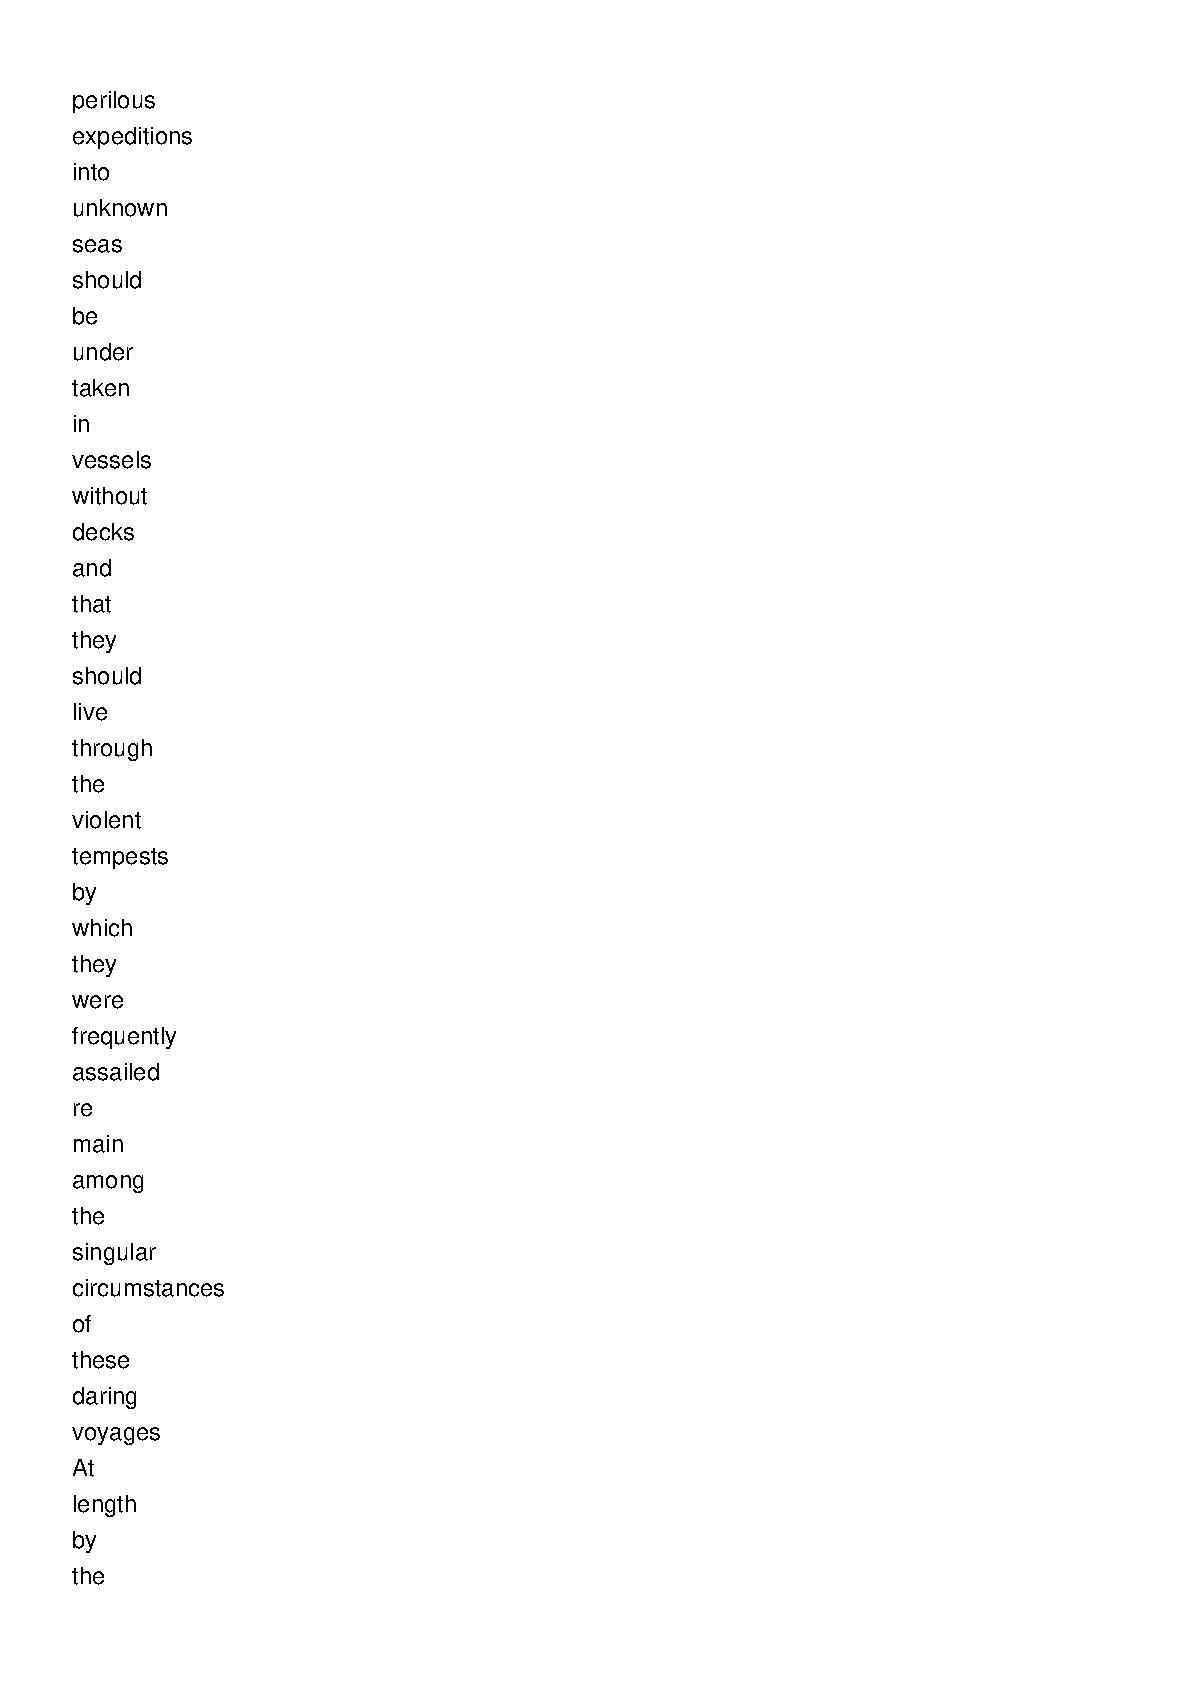 perilous
expeditions
into
unknown
seas
should
be
under
taken
in
vessels
without
decks
and
that
they
should
live
through
the
violent
tempests
by
which
they
were
frequently
assailed
re
main
among
the
singular
circumstances
of
these
daring
voyages
At
length
by
the